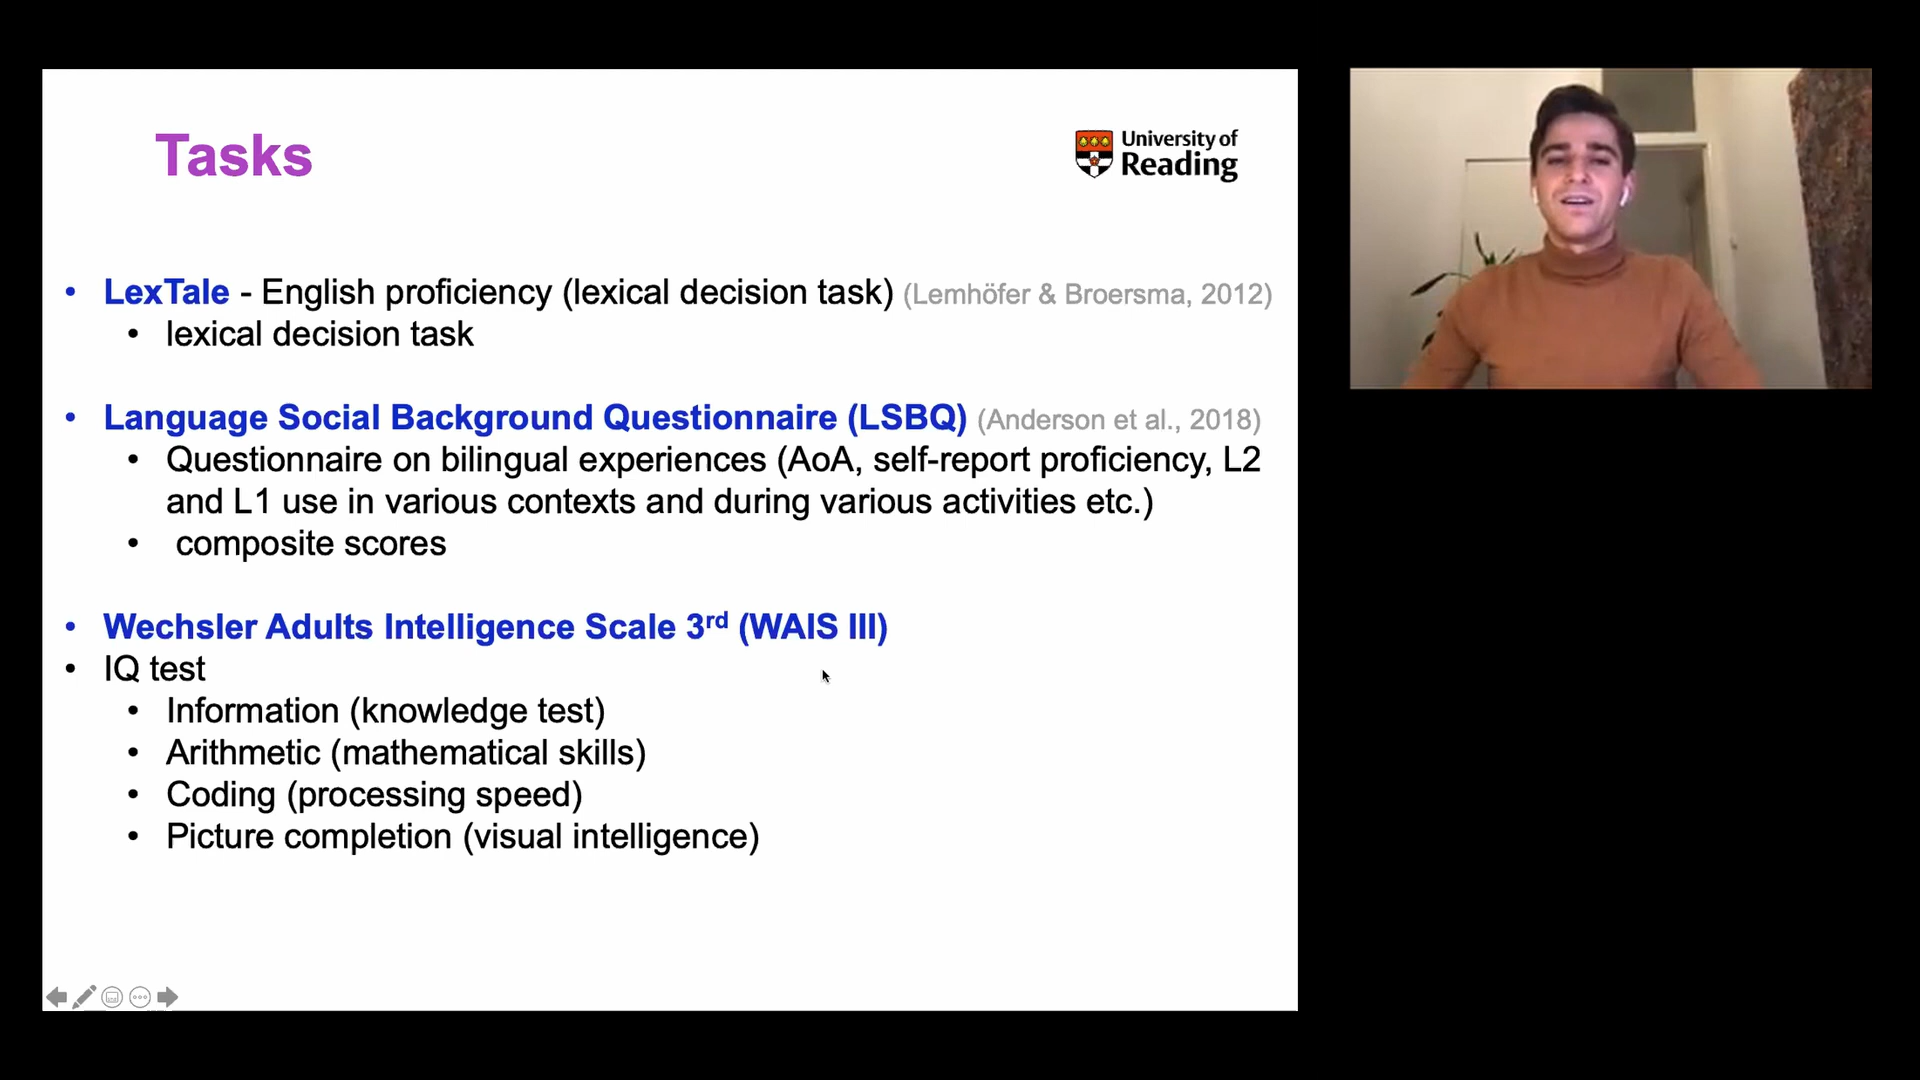 Tasks
University of
Reading
• LexTale - English proficiency (lexical decision task) (Lemhöfer & Broersma, 2012)
• lexical decision task
• Language Social Background Questionnaire (LSBQ) (Anderson et al., 2018)
• Questionnaire on bilingual experiences (AoA, self-report proficiency, L2
and L1 use in various contexts and during various activities etc.)
• composite scores
• Wechsler Adults Intelligence Scale 3rd (WAIS III)
• IQ test
• Information (knowledge test)
• Arithmetic (mathematical skills)
• Coding (processing speed)
• Picture completion (visual intelligence)